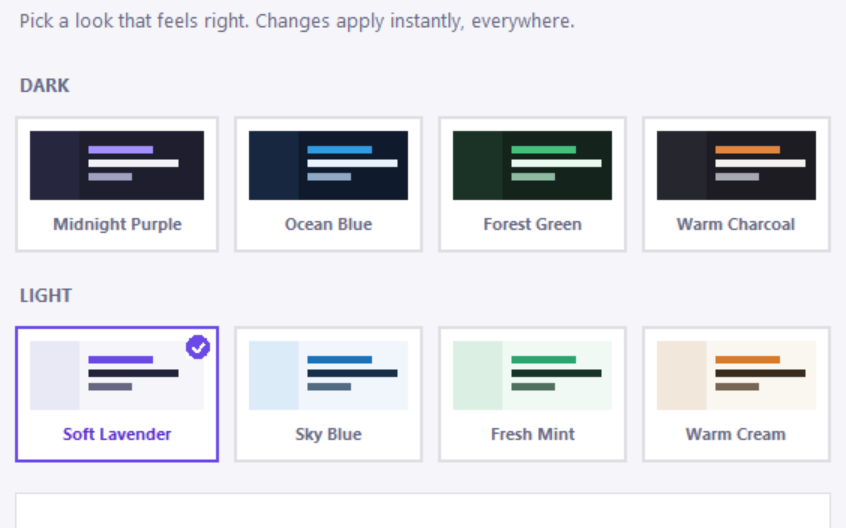 Pick a look that feels right. Changes apply instantly, everywhere.
DARK
Midnight Purple
Ocean Blue
Forest Green
Warm Charcoal
LIGHT
Soft Lavender
Sky Blue
Fresh Mint
Warm Cream